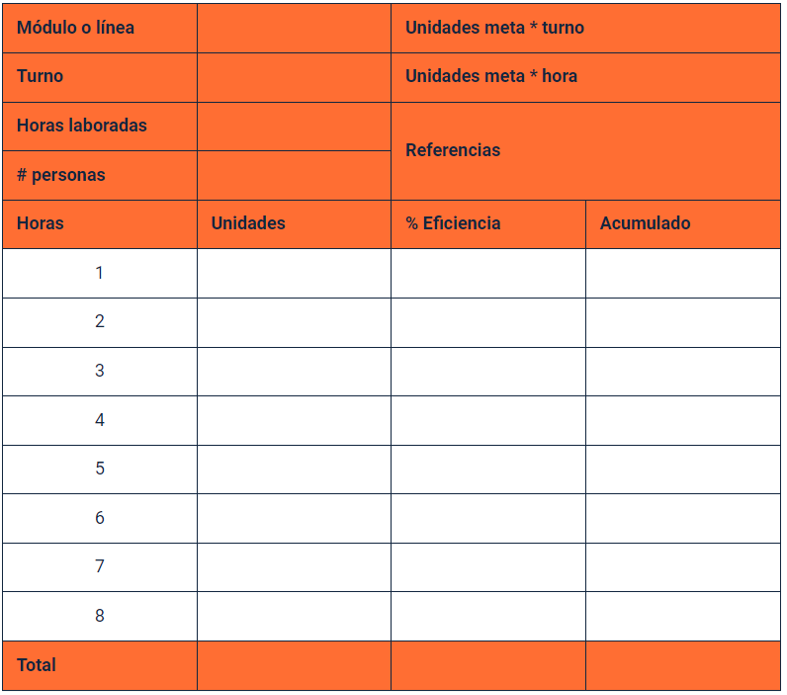 Módulo o línea Unidades meta * turno
Turno Unidades meta * hora
Horas laboradas
Referencias
# personas
Horas Unidades % Eficiencia Acumulado
1
2
3
4
5
6
7
8
Total